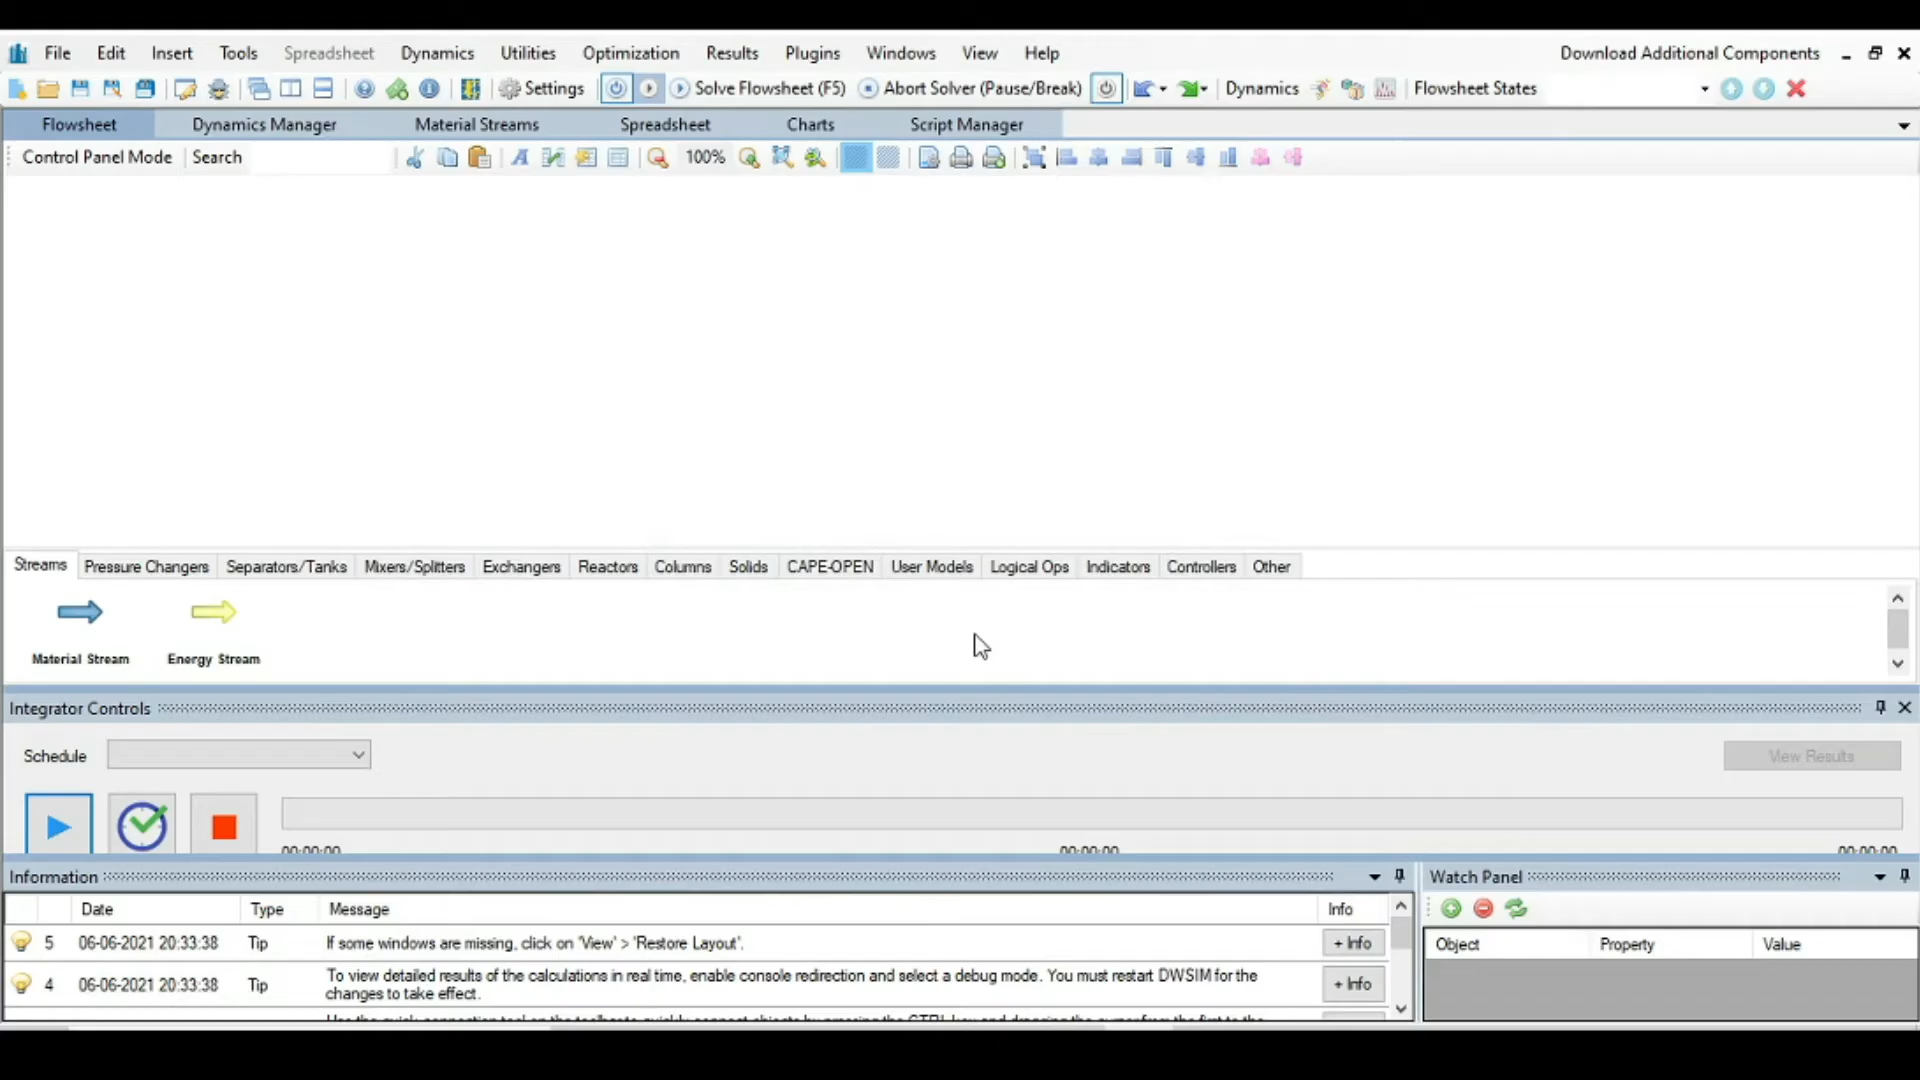 File Edit Insert Tools Spreadsheet Dynamics Utilities Optimization Results Plugins Windows View Help Download Additional Components
Settings Solve Flowsheet (F5) Abort Solver (Pause/Break) Dynamics Flowsheet States
Flowsheet Dynamics Manager Material Streams Spreadsheet Charts Script Manager
Control Panel Mode Search 100%
Streams Pressure Changers Separators/Tanks Mixers/Splitters Exchangers Reactors Columns Solids CAPE-OPEN User Models Logical Ops Indicators Controllers Other
Material Stream Energy Stream
Integrator Controls
Schedule View Results
00:00:00 00:00:00 00:00:00
Information Watch Panel
Date Type Message Info
Object Property Value
5 06-06-2021 20:33:38 Tip If some windows are missing, click on 'View' > 'Restore Layout'. + Info
4 06-06-2021 20:33:38 Tip To view detailed results of the calculations in real time, enable console redirection and select a debug mode. You must restart DWSIM for the
changes to take effect. + Info